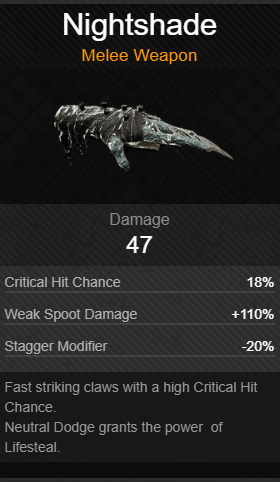 Nightshade
Melee Weapon
Damage
47
Critical Hit Chance 18%
Weak Spoot Damage +110%
Stagger Modifier -20%
Fast striking claws with a high Critical Hit
Chance.
Neutral Dodge grants the power  of
Lifesteal.